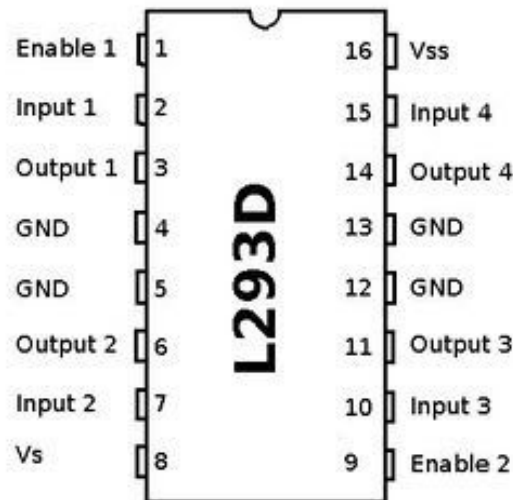 Enable 1 1 16 Vss
Input 1 2 15 Input 4
Output 1 3 14 Output 4
GND 4 13 GND
GND 5 12 GND
Output 2 6 11 Output 3
Input 2 7 10 Input 3
Vs 8 9 Enable 2
L293D